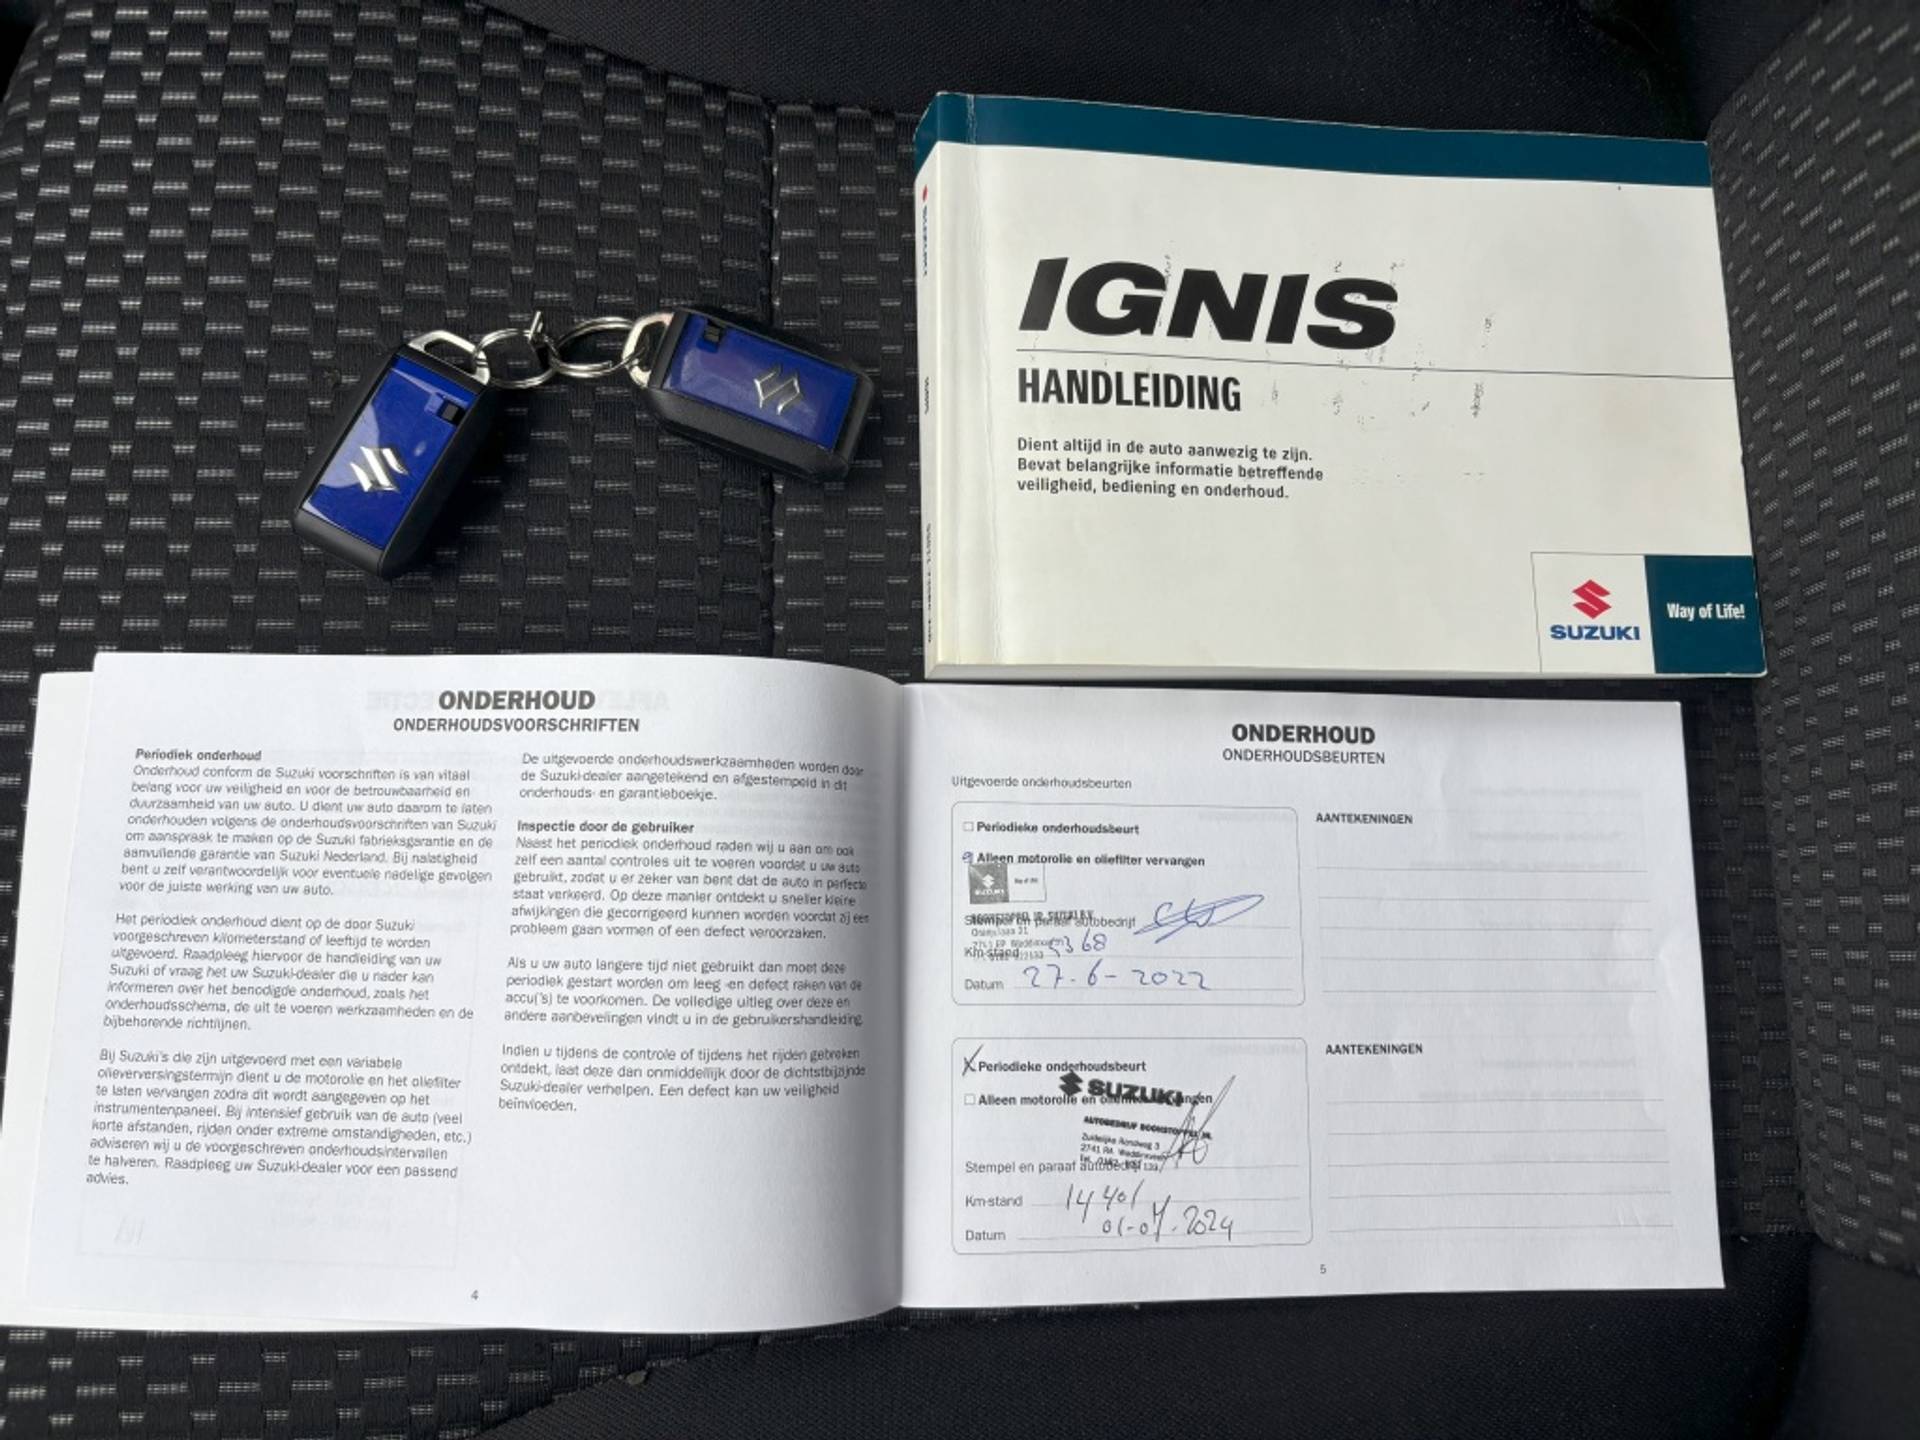 IGNIS
HANDLEIDING
Dient altijd in de auto aanwezig te zijn.
Bevat belangrijke informatie betreffende
veiligheid, bediening en onderhoud.
SUZUKI
Way of Life!
ONDERHOUD
ONDERHOUDSVOORSCHRIFTEN
Periodiek onderhoud
Onderhoud conform de Suzuki voorschriften is van vitaal
belang voor uw veiligheid en voor de betrouwbaarheid en
duurzaamheid van uw auto. U dient uw auto daarom te laten
onderhouden volgens de onderhoudsvoorschriften van Suzuki
om aanspraak te maken op de Suzuki fabrieksgarantie en de
aanvullende garantie van Suzuki Nederland. Bij nalatigheid
bent u zelf verantwoordelijk voor eventuele nadelige gevolgen
voor de juiste werking van uw auto.
Het periodiek onderhoud dient op de door Suzuki
voorgeschreven kilometerstand of leeftijd te worden
uitgevoerd. Raadpleeg hiervoor de handleiding van uw
Suzuki of vraag het uw Suzuki-dealer die u nader kan
informeren over het benodigde onderhoud, zoals het
onderhoudsschema, de uit te voeren werkzaamheden en de
bijbehorende richtlijnen.
Bij Suzuki's die zijn uitgevoerd met een variabele
olieverversingstermijn dient u de motorolie en het oliefilter
te laten vervangen zodra dit wordt aangegeven op het
instrumentenpaneel. Bij intensief gebruik van de auto (veel
korte afstanden, rijden onder extreme omstandigheden, etc.)
adviseren wij u de voorgeschreven onderhoudsintervallen
te halveren. Raadpleeg uw Suzuki-dealer voor een passend
advies.
De uitgevoerde onderhoudswerkzaamheden worden door
de Suzuki-dealer aangetekend en afgestempeld in dit
onderhouds- en garantieboekje.
Inspectie door de gebruiker
Naast het periodiek onderhoud raden wij u aan om ook
zelf een aantal controles uit te voeren voordat u uw auto
gebruikt, zodat u er zeker van bent dat de auto in perfecte
staat verkeerd. Op deze manier ontdekt u sneller kleine
afwijkingen die gecorrigeerd kunnen worden voordat zij een
probleem gaan vormen of een defect veroorzaken.
Als u uw auto langere tijd niet gebruikt dan moet deze
periodiek gestart worden om leeg -en defect raken van de
accu('s) te voorkomen. De volledige uitleg over deze en
andere aanbevelingen vindt u in de gebruikershandleiding.
Indien u tijdens de controle of tijdens het rijden gebreken
ontdekt, laat deze dan onmiddellijk door de dichtstbijzijnde
Suzuki-dealer verhelpen. Een defect kan uw veiligheid
beïnvloeden.
4
ONDERHOUD
ONDERHOUDSBEURTEN
Uitgevoerde onderhoudsbeurten
Periodieke onderhoudsbeurt
Alleen motorolie en oliefilter vervangen
Stempel en paraaf autobedrijf
Km-stand 5368
Datum 27-6-2022
AANTEKENINGEN
Periodieke onderhoudsbeurt
SUZUKI
Alleen motorolie en oliefilter vervangen
AUTOBEDRIJF
Zuidelijke Rondweg 3
2741 RA Waddinxveen
Stempel en paraaf autobedrijf
Km-stand 14401
Datum 01-07-2024
AANTEKENINGEN
5